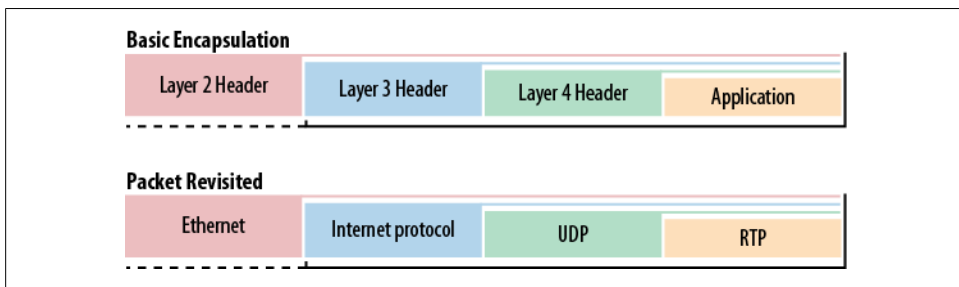 Basic Encapsulation
Layer 2 Header Layer 3 Header Layer 4 Header Application
Packet Revisited
Ethernet Internet protocol UDP RTP